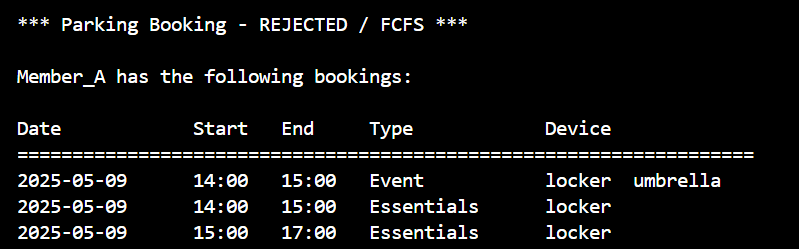 *** Parking Booking - REJECTED / FCFS ***
Member_A has the following bookings:
Date Start End Type Device
===================================================================
2025-05-09 14:00 15:00 Event locker umbrella
2025-05-09 14:00 15:00 Essentials locker
2025-05-09 15:00 17:00 Essentials locker